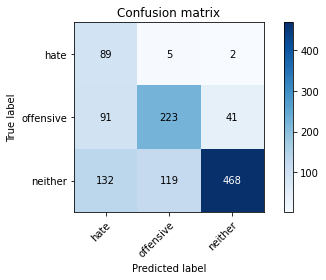 Confusion matrix
hate 89 5 2
offensive 91 223 41
neither 132 119 468
hate offensive neither
True label
Predicted label
400
300
200
100